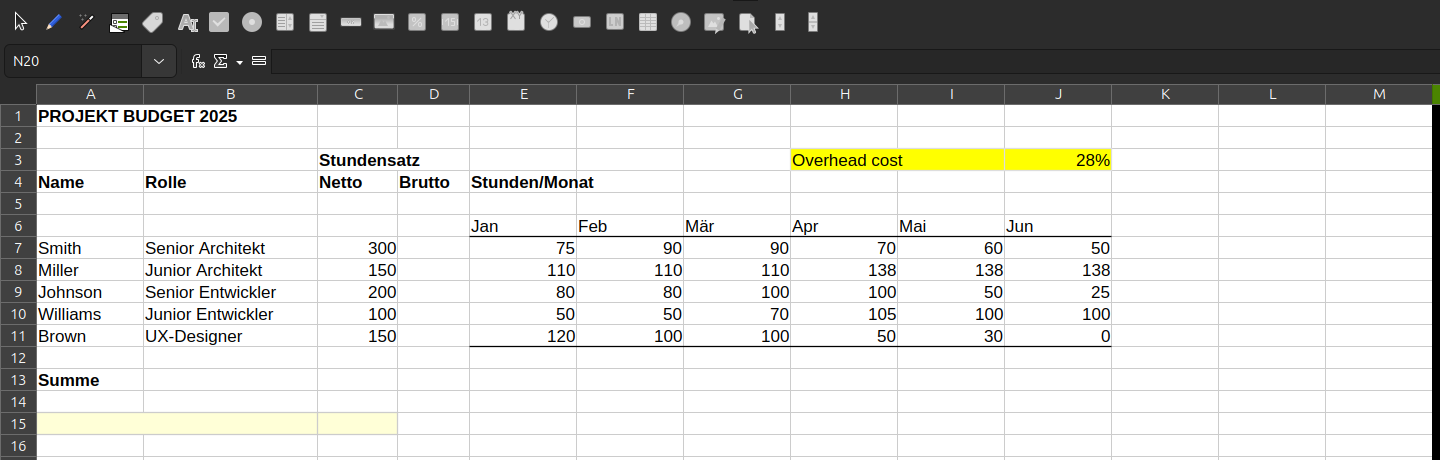 N20
A B C D E F G H I J K L M
1 PROJEKT BUDGET 2025
2
3 Stundensatz Overhead cost 28%
4 Name Rolle Netto Brutto Stunden/Monat
5
6 Jan Feb Mär Apr Mai Jun
7 Smith Senior Architekt 300 75 90 90 70 60 50
8 Miller Junior Architekt 150 110 110 110 138 138 138
9 Johnson Senior Entwickler 200 80 80 100 100 50 25
10 Williams Junior Entwickler 100 50 50 70 105 100 100
11 Brown UX-Designer 150 120 100 100 50 30 0
12
13 Summe
14
15
16